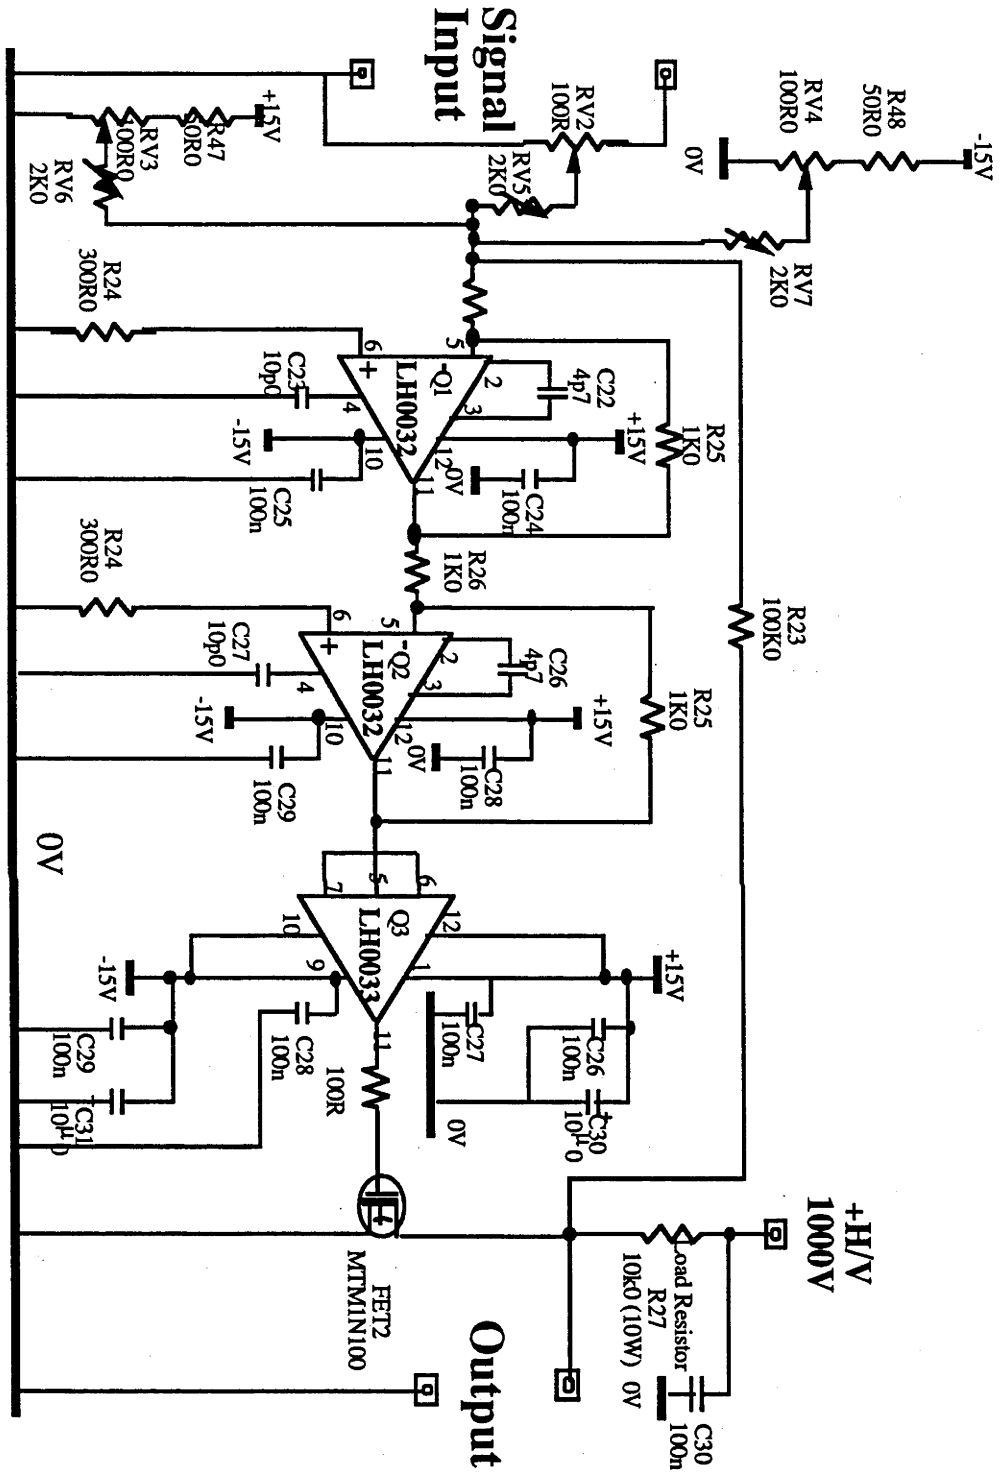 Signal
Input
+15V
R47
RV3
100R0
RV6
2K0
RV2
100R
RV5
2K0
-15V
R48
50R0
RV4
100R0
0V
RV7
2K0
R24
300R0
6
5
+
-Q1
LH0032
2
3
4
10
12
11
C23
10p0
C22
4p7
-15V
C25
100n
+15V
0V
C24
100n
R25
1K0
R26
1K0
R23
100K0
R24
300R0
6
5
+
-Q2
LH0032
2
3
4
10
12
11
C27
10p0
C26
4p7
-15V
C29
100n
+15V
0V
C28
100n
R25
1K0
0V
7
5
6
Q3
LH0033
10
12
9
1
11
-15V
+15V
C29
100n
C31
10µ0
C28
100n
C27
100n
0V
C26
100n
+
C30
10µ0
100R
FET2
MTM1N100
+H/V
1000V
oad Resistor
R27
10k0 (10W)
0V
C30
100n
Output